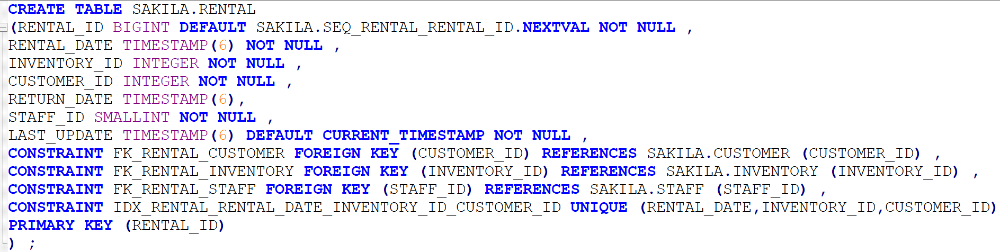 CREATE TABLE SAKILA.RENTAL
(RENTAL_ID BIGINT DEFAULT SAKILA.SEQ_RENTAL_RENTAL_ID.NEXTVAL NOT NULL ,
RENTAL_DATE TIMESTAMP(6) NOT NULL ,
INVENTORY_ID INTEGER NOT NULL ,
CUSTOMER_ID INTEGER NOT NULL ,
RETURN_DATE TIMESTAMP(6),
STAFF_ID SMALLINT NOT NULL ,
LAST_UPDATE TIMESTAMP(6) DEFAULT CURRENT_TIMESTAMP NOT NULL ,
CONSTRAINT FK_RENTAL_CUSTOMER FOREIGN KEY (CUSTOMER_ID) REFERENCES SAKILA.CUSTOMER (CUSTOMER_ID) ,
CONSTRAINT FK_RENTAL_INVENTORY FOREIGN KEY (INVENTORY_ID) REFERENCES SAKILA.INVENTORY (INVENTORY_ID) ,
CONSTRAINT FK_RENTAL_STAFF FOREIGN KEY (STAFF_ID) REFERENCES SAKILA.STAFF (STAFF_ID) ,
CONSTRAINT IDX_RENTAL_RENTAL_DATE_INVENTORY_ID_CUSTOMER_ID UNIQUE (RENTAL_DATE,INVENTORY_ID,CUSTOMER_ID)
PRIMARY KEY (RENTAL_ID)
) ;